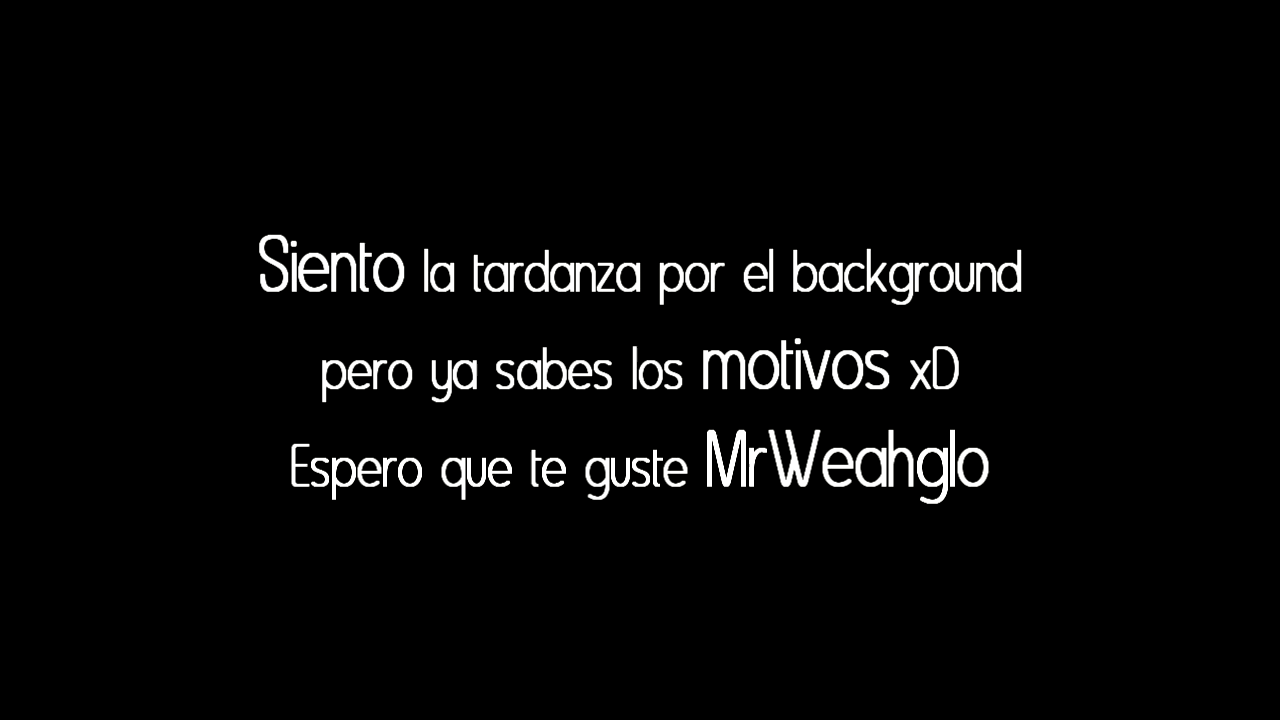 Siento la tardanza por el background
pero ya sabes los motivos xD
Espero que te guste MrWeahglo